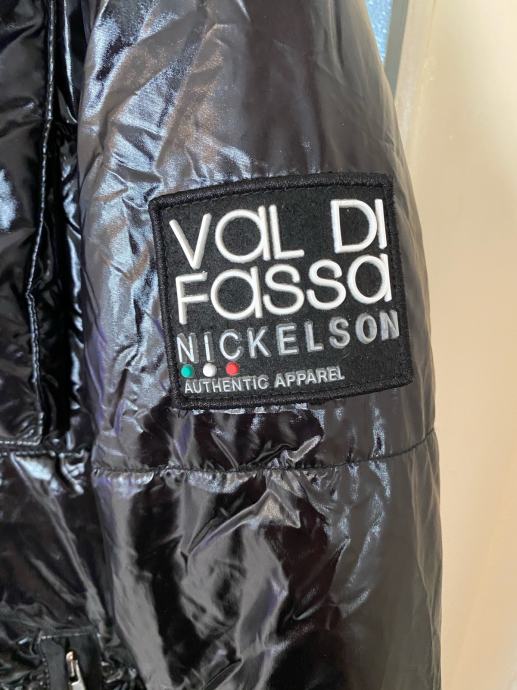 VaL DI
Fassa
NICKELSON
AUTHENTIC APPAREL